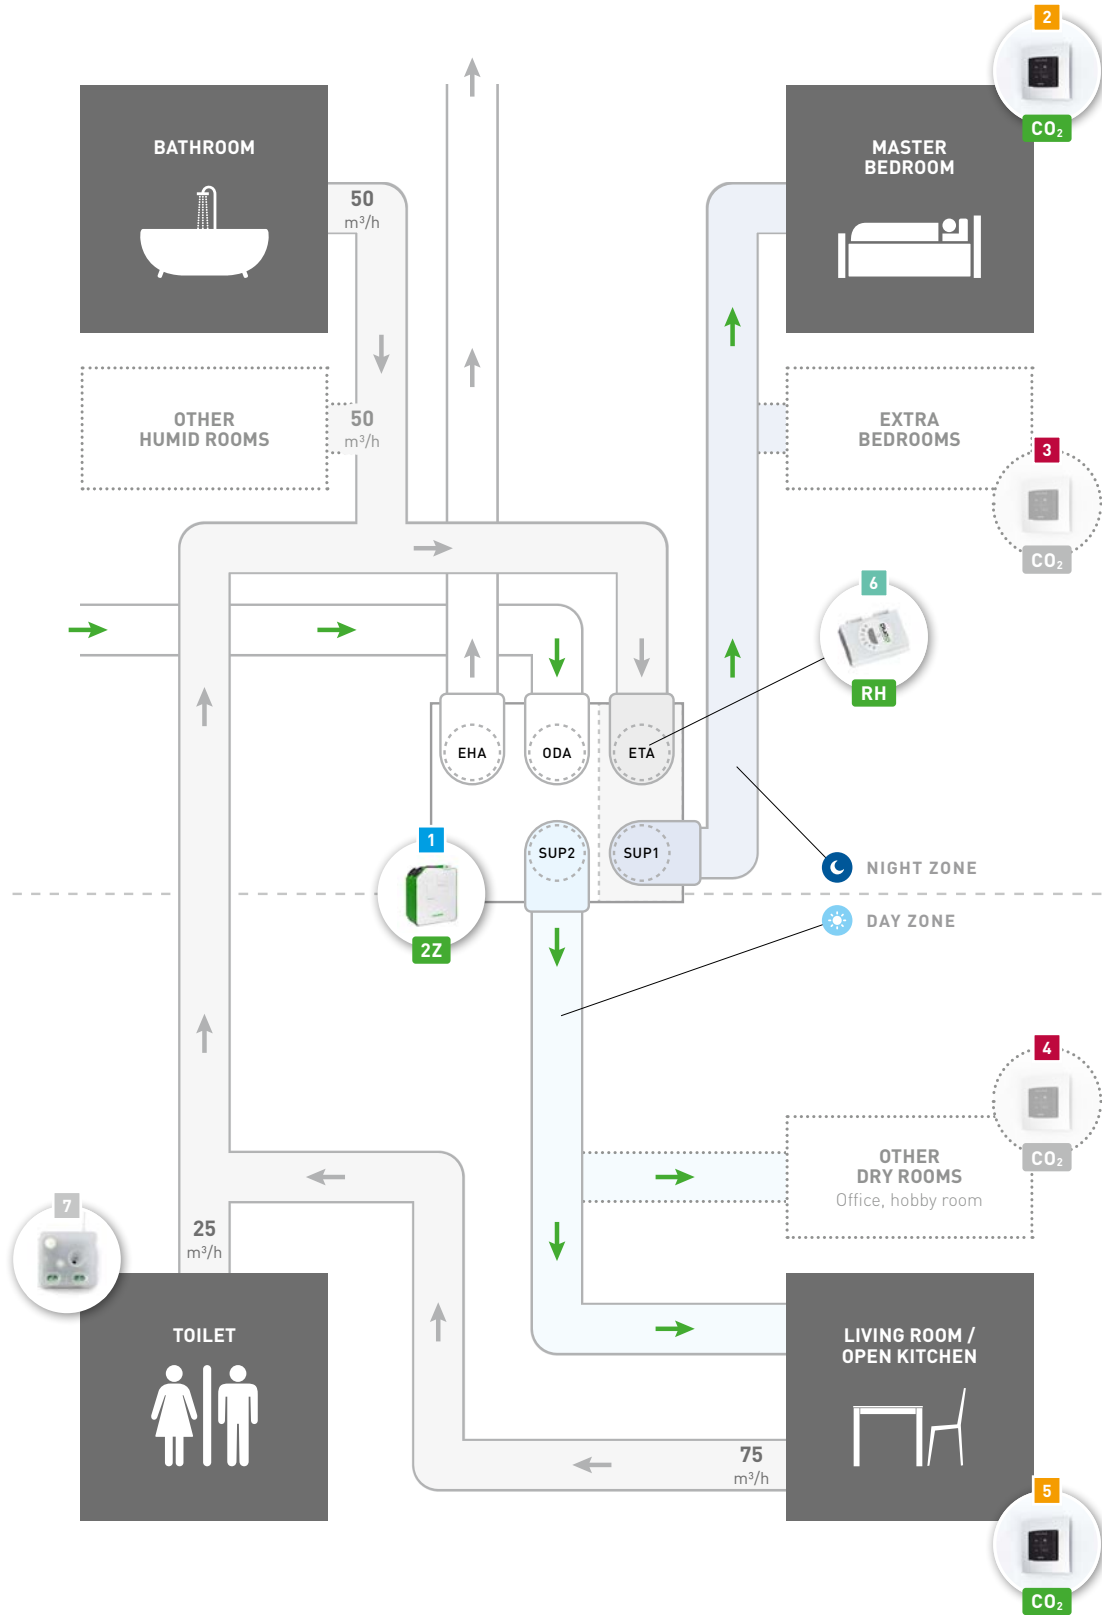 2
CO₂
BATHROOM
50
m³/h
MASTER
BEDROOM
OTHER
HUMID ROOMS
50
m³/h
EXTRA
BEDROOMS
3
CO₂
6
RH
EHA
ODA
ETA
1
SUP2
SUP1
2Z
NIGHT ZONE
DAY ZONE
4
CO₂
OTHER
DRY ROOMS
Office, hobby room
7
25
m³/h
TOILET
LIVING ROOM /
OPEN KITCHEN
75
m³/h
5
CO₂